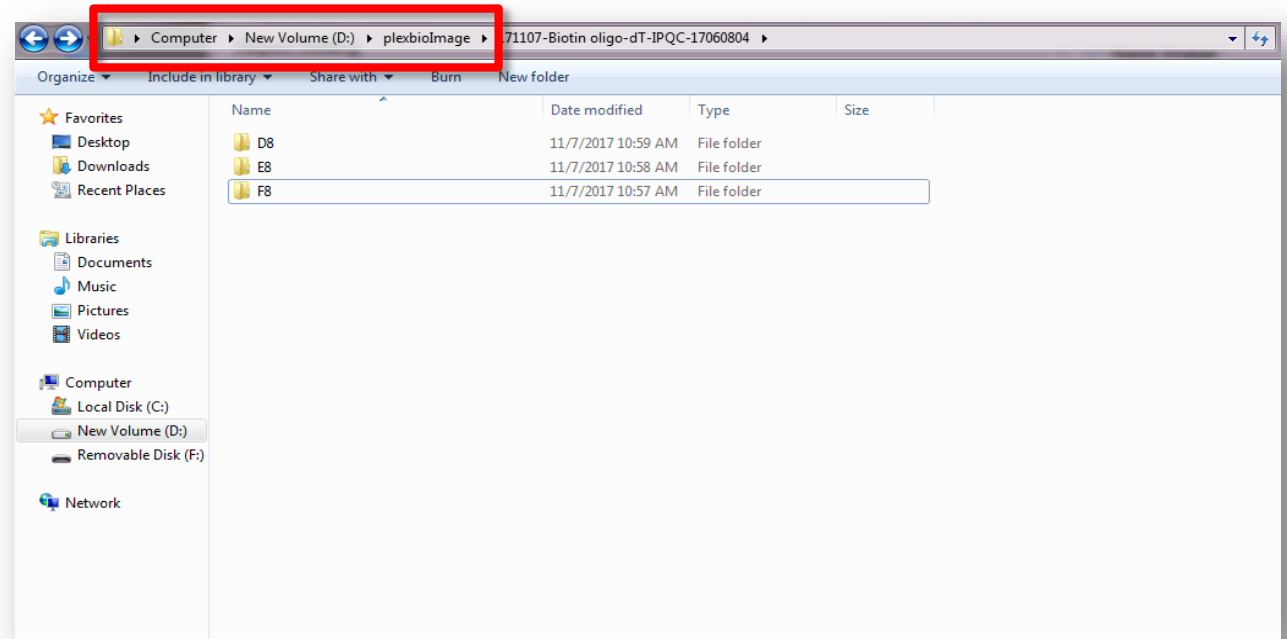 Computer New Volume (D:) plexbioImage 71107-Biotin oligo-dT-IPQC-17060804
Organize Include in library Share with Burn New folder
Name Date modified Type Size
Favorites
Desktop
Downloads
Recent Places
Libraries
Documents
Music
Pictures
Videos
Computer
Local Disk (C:)
New Volume (D:)
Removable Disk (F:)
Network
D8 11/7/2017 10:59 AM File folder
E8 11/7/2017 10:58 AM File folder
F8 11/7/2017 10:57 AM File folder